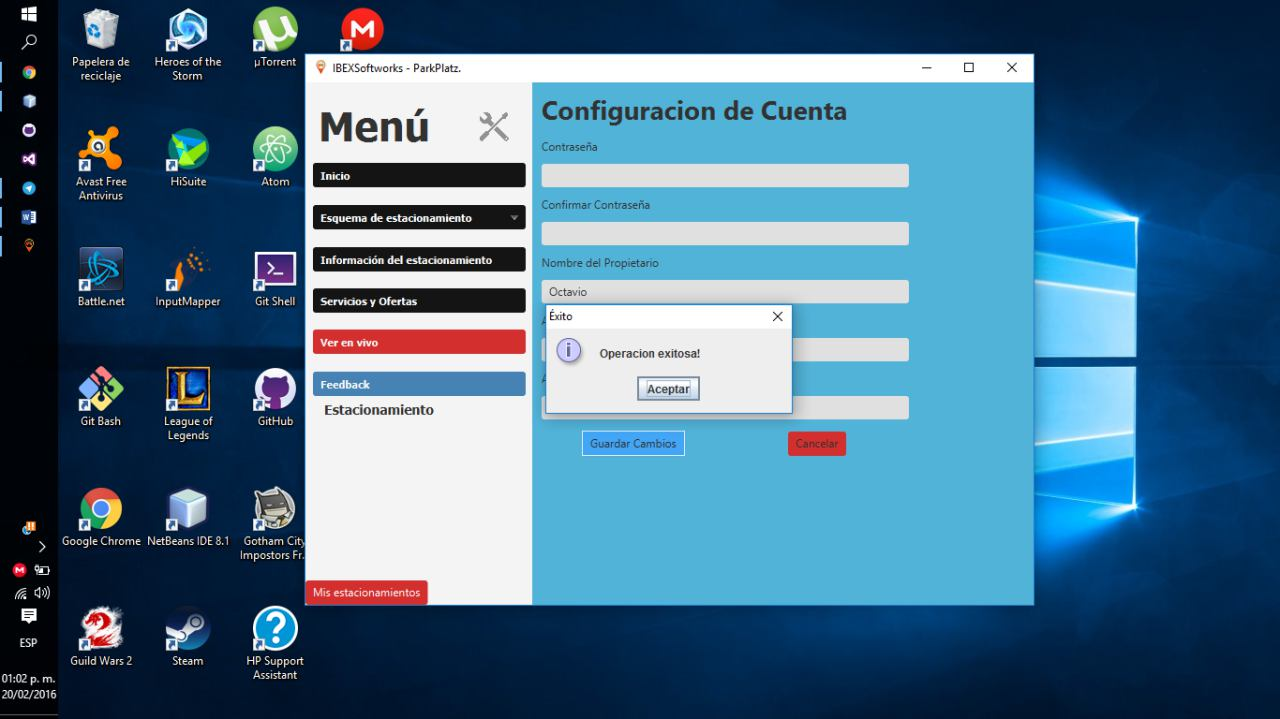 Papelera de
reciclaje
Heroes of the
Storm
µTorrent
Avast Free
Antivirus
HiSuite
Atom
Battle.net
InputMapper
Git Shell
Git Bash
League of
Legends
GitHub
Google Chrome
NetBeans IDE 8.1
Gotham City
Impostors Fr...
Guild Wars 2
Steam
HP Support
Assistant
ESP
01:02 p. m.
20/02/2016
IBEXSoftworks - ParkPlatz.
Menú
Inicio
Esquema de estacionamiento
Información del estacionamiento
Servicios y Ofertas
Ver en vivo
Feedback
Estacionamiento
Mis estacionamientos
Configuracion de Cuenta
Contraseña
Confirmar Contraseña
Nombre del Propietario
Octavio
Éxito
Operacion exitosa!
Aceptar
Guardar Cambios
Cancelar